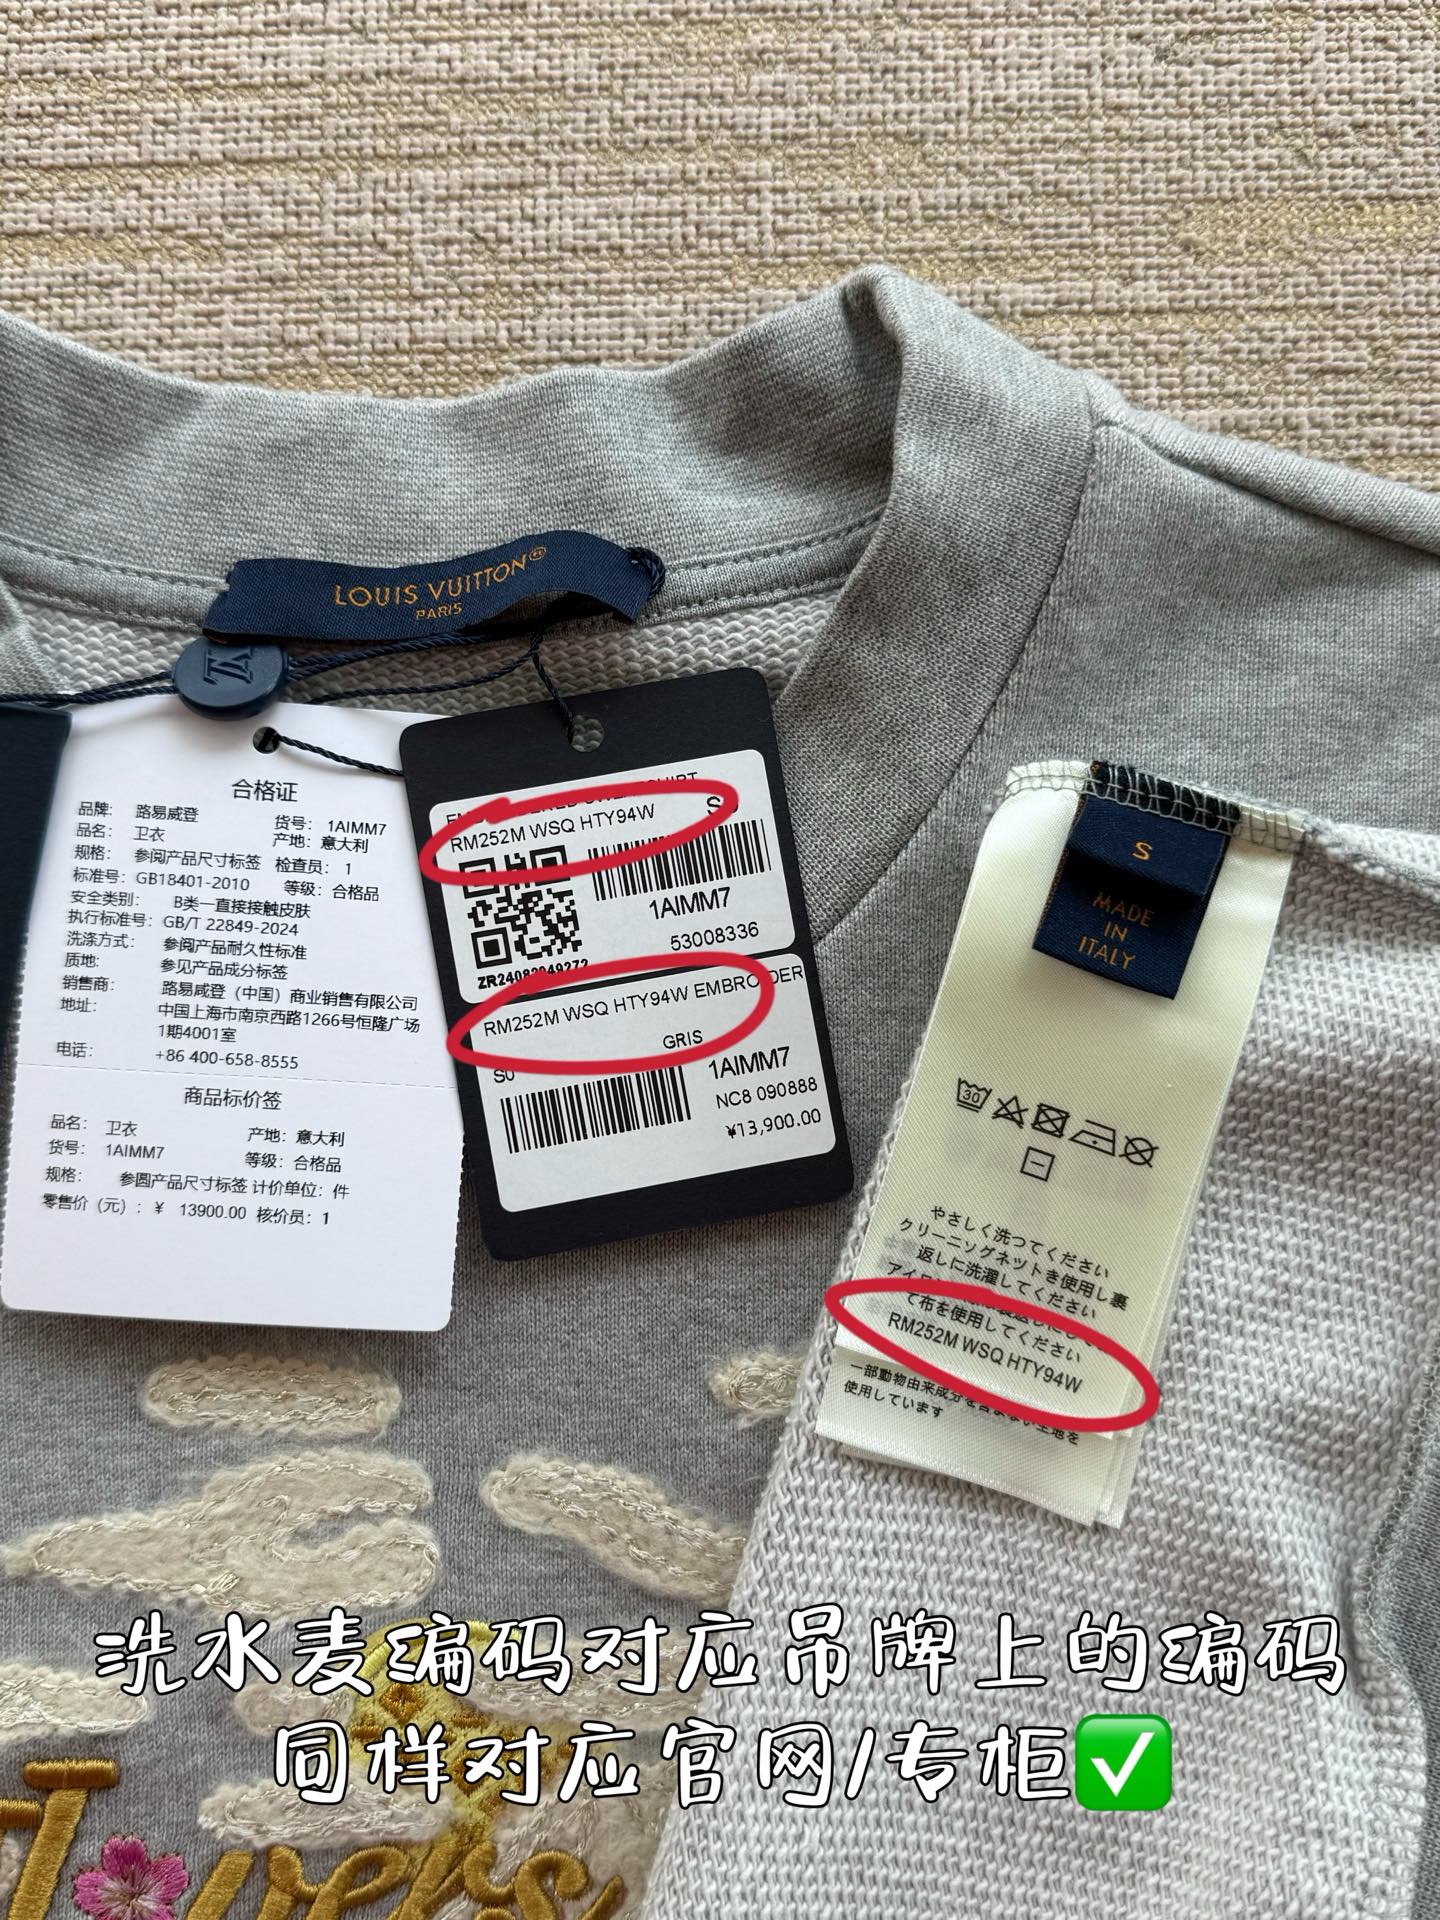 LOUIS VUITTON®
PARIS
合格证
品牌: 路易威登
货号: 1AIMM7
品名: 卫衣
产地: 意大利
规格: 参阅产品尺寸标签 检查员: 1
标准号: GB18401-2010 等级: 合格品
安全类别: B类一直接接触皮肤
执行标准号: GB/T 22849-2024
洗涤方式: 参阅产品耐久性标准
质地: 参见产品成分标签
销售商: 路易威登（中国）商业销售有限公司
地址: 中国上海市南京西路1266号恒隆广场
1期4001室
电话: +86 400-658-8555
商品标价签
品名: 卫衣 产地: 意大利
货号: 1AIMM7 等级: 合格品
规格: 参圆产品尺寸标签 计价单位: 件
零售价（元）: ¥ 13900.00 核价员: 1
RM252M WSQ HTY94W
1AIMM7
53008336
RM252M WSQ HTY94W EMBROIDER
GRIS
S0
1AIMM7
NC8 090888
¥13,900.00
S
MADE
IN
ITALY
30
やさしく洗つてください
クリーニッグネットき使用し裏
返しに洗濯してください
て布を使用してください
RM252M WSQ HTY94W
使用しています
洗水麦编码对应吊牌上的编码
同样对应官网/专柜✅